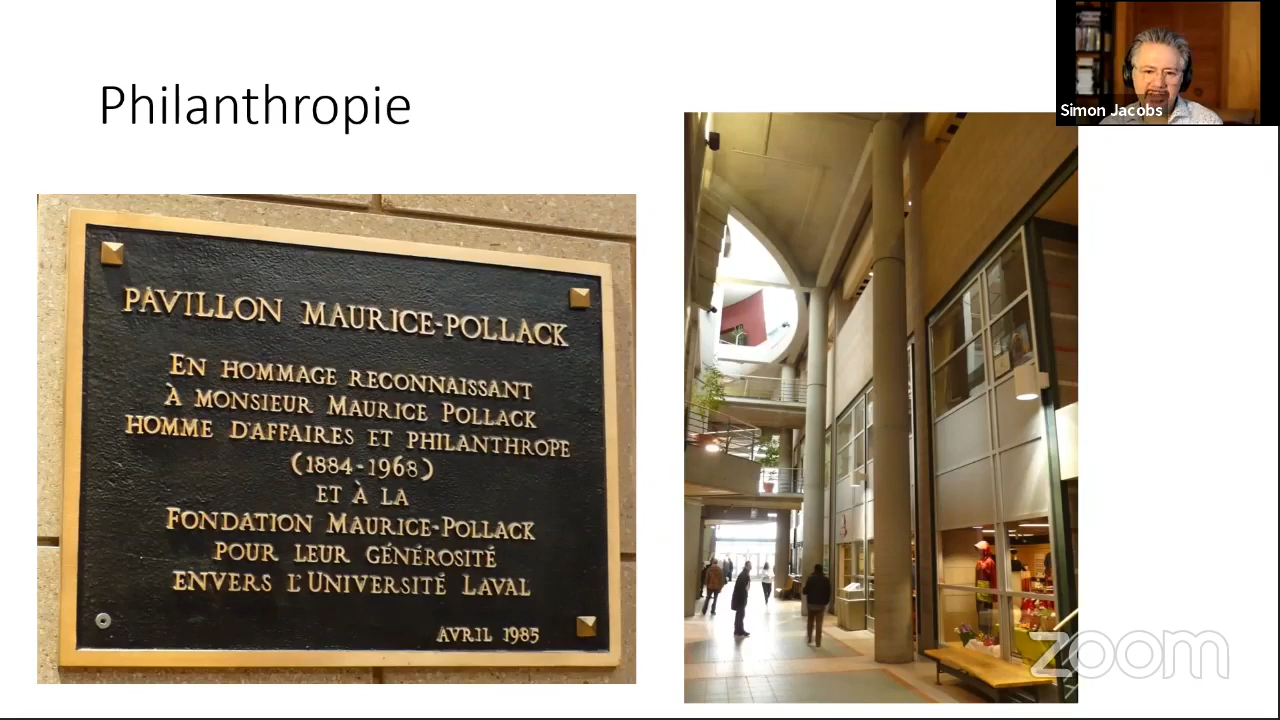 Philanthropie
Simon Jacobs
PAVILLON MAURICE-POLLACK
EN HOMMAGE RECONNAISSANT
À MONSIEUR MAURICE POLLACK
HOMME D'AFFAIRES ET PHILANTHROPE
(1884-1968)
ET À LA
FONDATION MAURICE-POLLACK
POUR LEUR GÉNÉROSITÉ
ENVERS L'UNIVERSITÉ LAVAL
AVRIL 1985
zoom